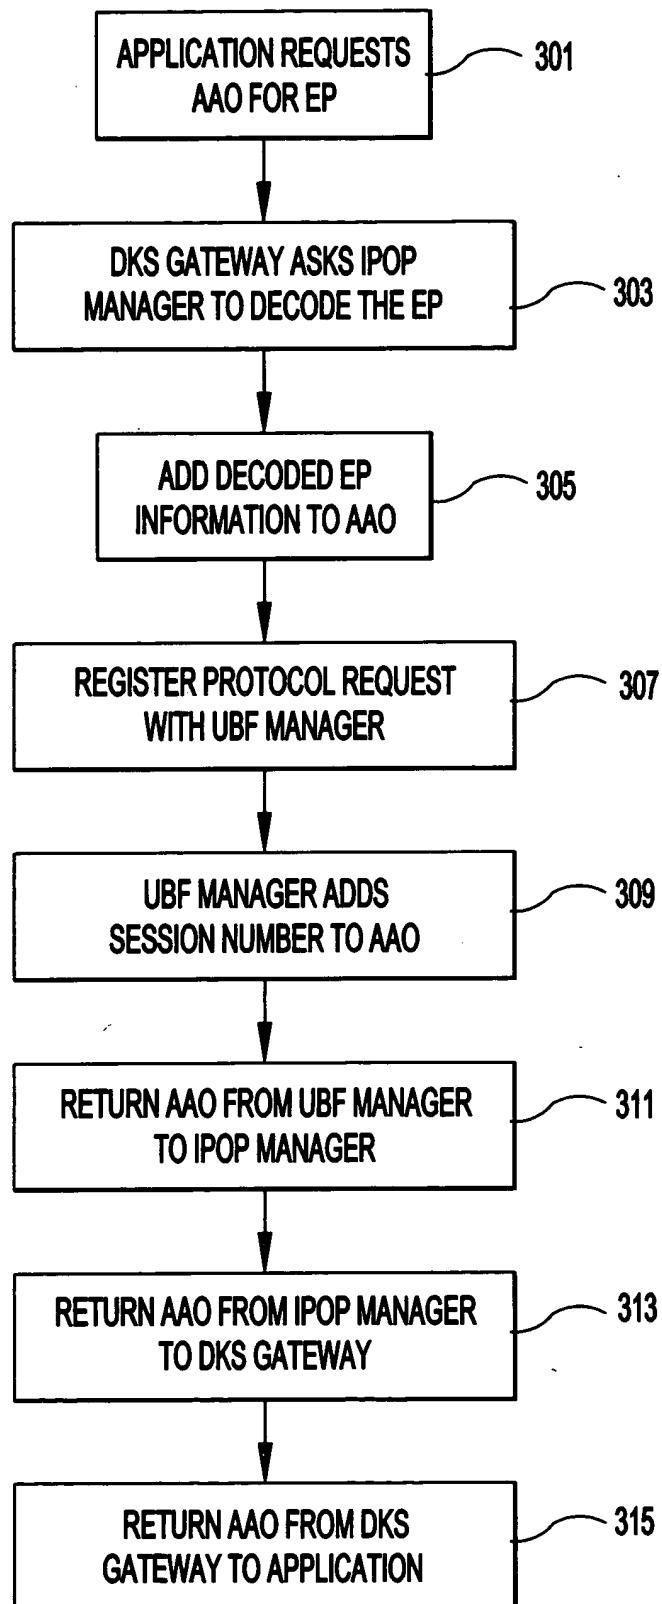 APPLICATION REQUESTS
AAO FOR EP
301
DKS GATEWAY ASKS IPOP
MANAGER TO DECODE THE EP
303
ADD DECODED EP
INFORMATION TO AAO
305
REGISTER PROTOCOL REQUEST
WITH UBF MANAGER
307
UBF MANAGER ADDS
SESSION NUMBER TO AAO
309
RETURN AAO FROM UBF MANAGER
TO IPOP MANAGER
311
RETURN AAO FROM IPOP MANAGER
TO DKS GATEWAY
313
RETURN AAO FROM DKS
GATEWAY TO APPLICATION
315